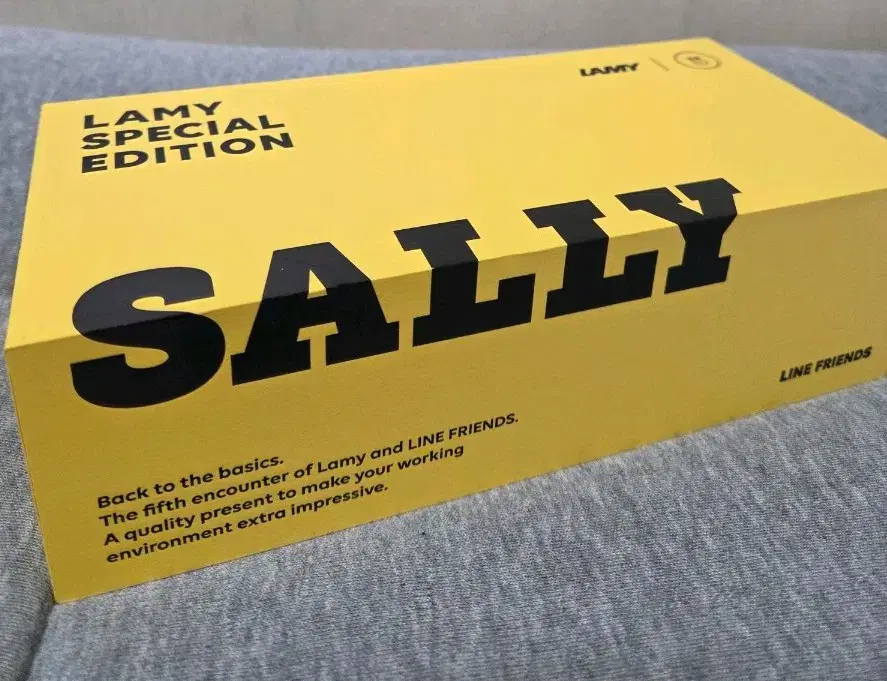 LAMY
SPECIAL
EDITION
LAMY
SALLY
LINE FRIENDS
Back to the basics.
The fifth encounter of Lamy and LINE FRIENDS.
A quality present to make your working
environment extra impressive.